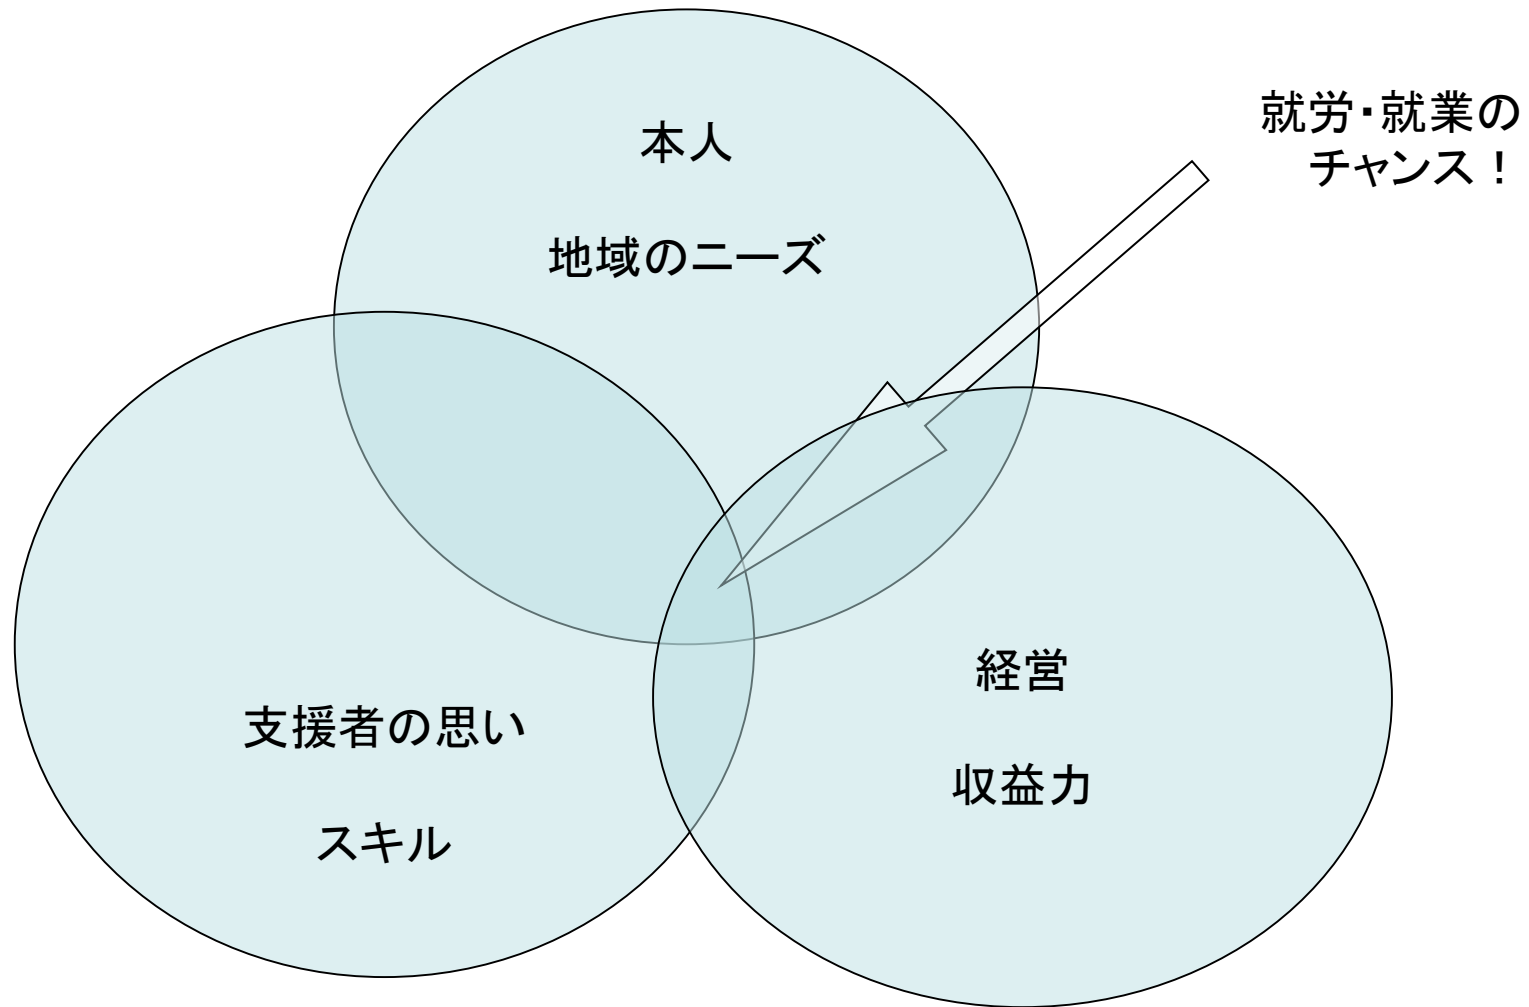 本人
地域のニーズ
就労・就業の
チャンス！
支援者の思い
スキル
経営
収益力